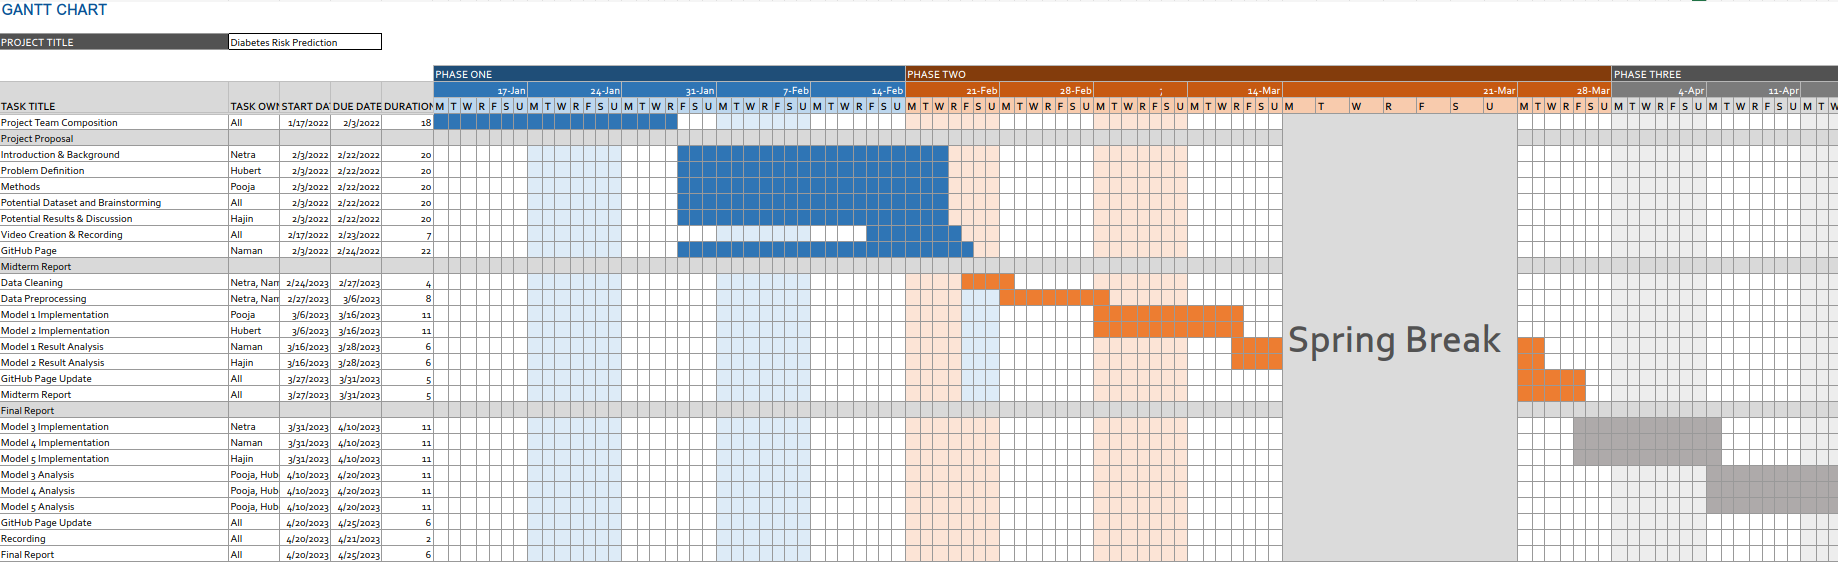 GANTT CHART
PROJECT TITLE Diabetes Risk Prediction
PHASE ONE PHASE TWO PHASE THREE
17-Jan 24-Jan 31-Jan 7-Feb 14-Feb 21-Feb 28-Feb 14-Mar 21-Mar 28-Mar 4-Apr 11-Apr
TASK TITLE TASK OWN START DA DUE DATE DURATION M T W R F S U M T W R F S U M T W R F S U M T W R F S U M T W R F S U M T W R F S U M T W R F S U M T W R F S U M T W R F S U M T W R F S U M T W R F S U M T W R F S U M T W R F S U M T W
Project Team Composition All 1/17/2022 2/3/2022 18
Project Proposal
Introduction & Background Netra 2/3/2022 2/22/2022 20
Problem Definition Hubert 2/3/2022 2/22/2022 20
Methods Pooja 2/3/2022 2/22/2022 20
Potential Dataset and Brainstorming All 2/3/2022 2/22/2022 20
Potential Results & Discussion Hajin 2/3/2022 2/22/2022 20
Video Creation & Recording All 2/17/2022 2/23/2022 7
GitHub Page Naman 2/3/2022 2/24/2022 22
Midterm Report
Data Cleaning Netra, Nam 2/24/2023 2/27/2023 4
Data Preprocessing Netra, Nam 2/27/2023 3/6/2023 8
Model 1 Implementation Pooja 3/6/2023 3/16/2023 11
Model 2 Implementation Hubert 3/6/2023 3/16/2023 11
Model 1 Result Analysis Naman 3/16/2023 3/28/2023 6
Spring Break
Model 2 Result Analysis Hajin 3/16/2023 3/28/2023 6
GitHub Page Update All 3/27/2023 3/31/2023 5
Midterm Report All 3/27/2023 3/31/2023 5
Final Report
Model 3 Implementation Netra 3/31/2023 4/10/2023 11
Model 4 Implementation Naman 3/31/2023 4/10/2023 11
Model 5 Implementation Hajin 3/31/2023 4/10/2023 11
Model 3 Analysis Pooja, Hub 4/10/2023 4/20/2023 11
Model 4 Analysis Pooja, Hub 4/10/2023 4/20/2023 11
Model 5 Analysis Pooja, Hub 4/10/2023 4/20/2023 11
GitHub Page Update All 4/20/2023 4/25/2023 6
Recording All 4/20/2023 4/21/2023 2
Final Report All 4/20/2023 4/25/2023 6